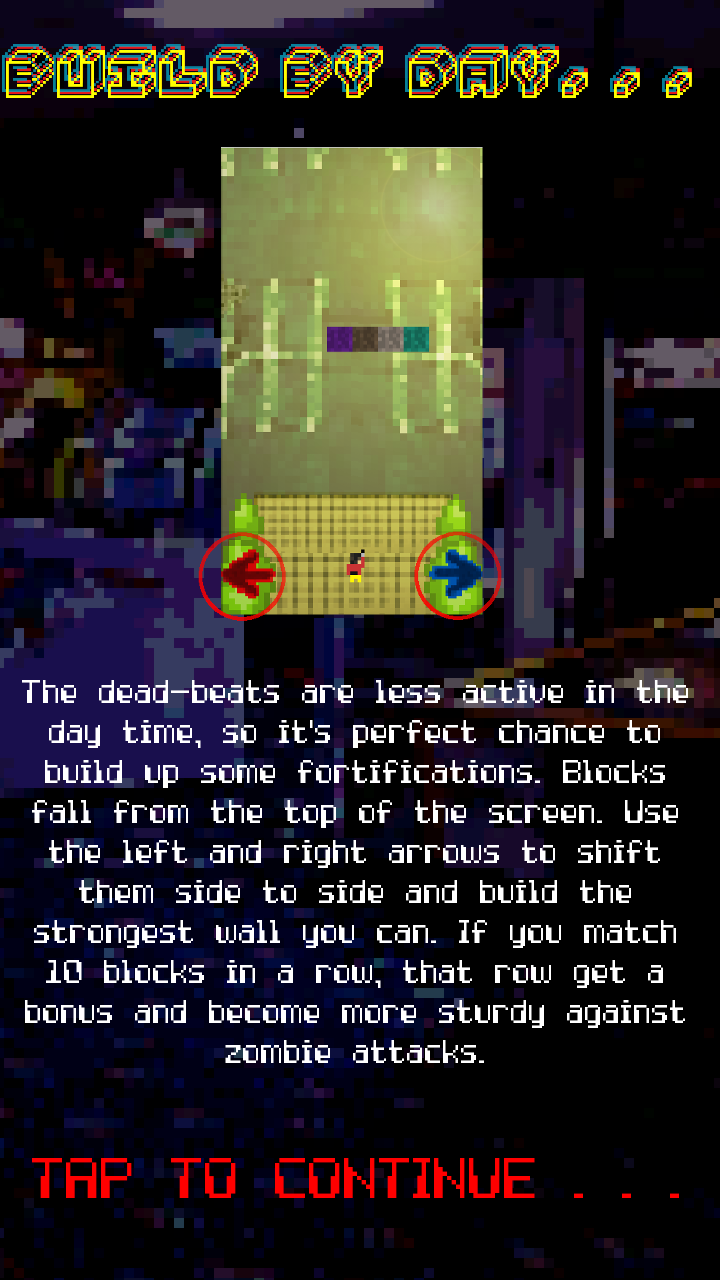 BUILD BY DAY...
The dead-beats are less active in the
day time, so it's perfect chance to
build up some fortifications. Blocks
fall from the top of the screen. Use
the left and right arrows to shift
them side to side and build the
strongest wall you can. If you match
10 blocks in a row, that row get a
bonus and become more sturdy against
zombie attacks.
TAP TO CONTINUE . . .